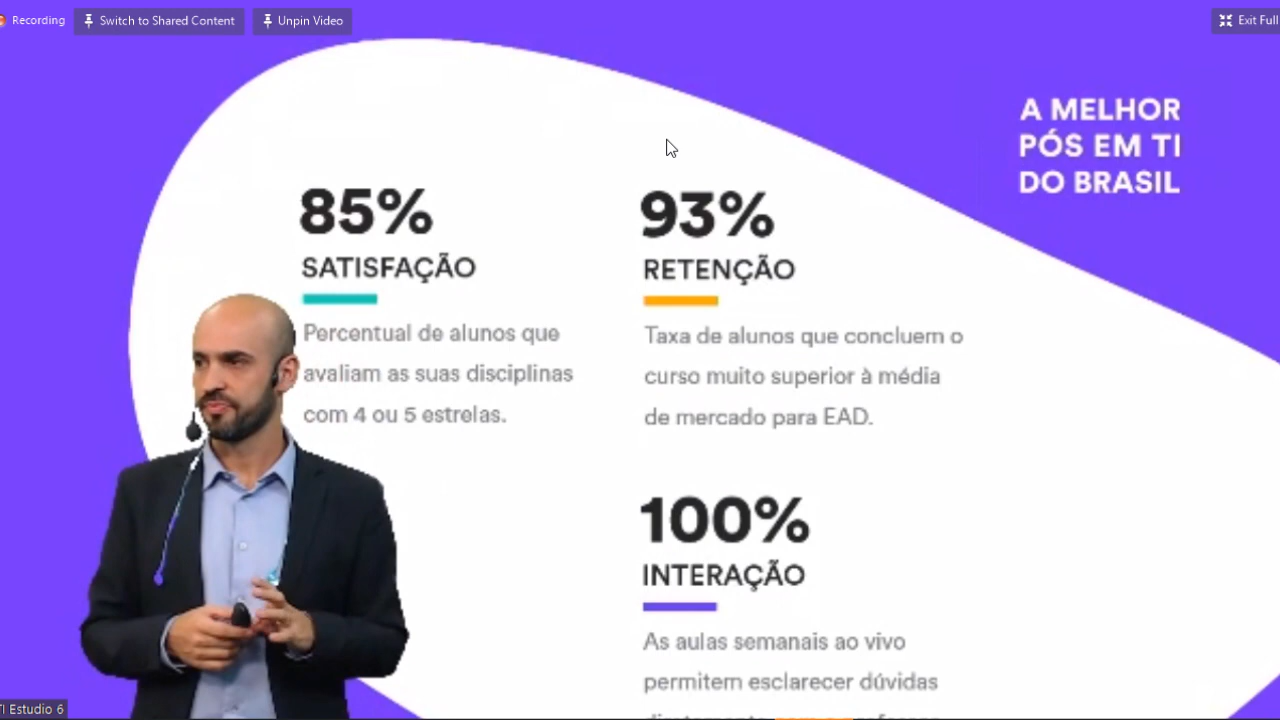 Recording
Switch to Shared Content
Unpin Video
Exit Full
A MELHOR
PÓS EM TI
DO BRASIL
85%
SATISFAÇÃO
Percentual de alunos que
avaliam as suas disciplinas
com 4 ou 5 estrelas.
93%
RETENÇÃO
Taxa de alunos que concluem o
curso muito superior à média
de mercado para EAD.
100%
INTERAÇÃO
As aulas semanais ao vivo
permitem esclarecer dúvidas
TI Estudio 6